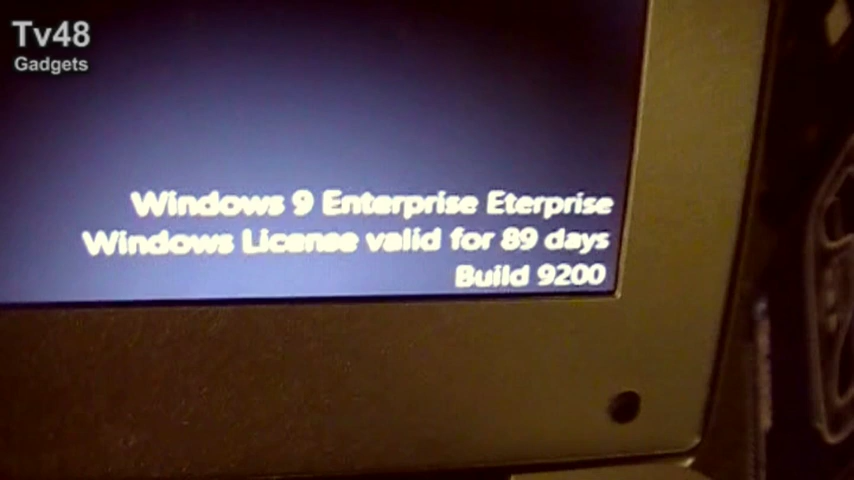 Tv48
Gadgets
Windows 9 Enterprise Eterprise
Windows License valid for 89 days
Build 9200